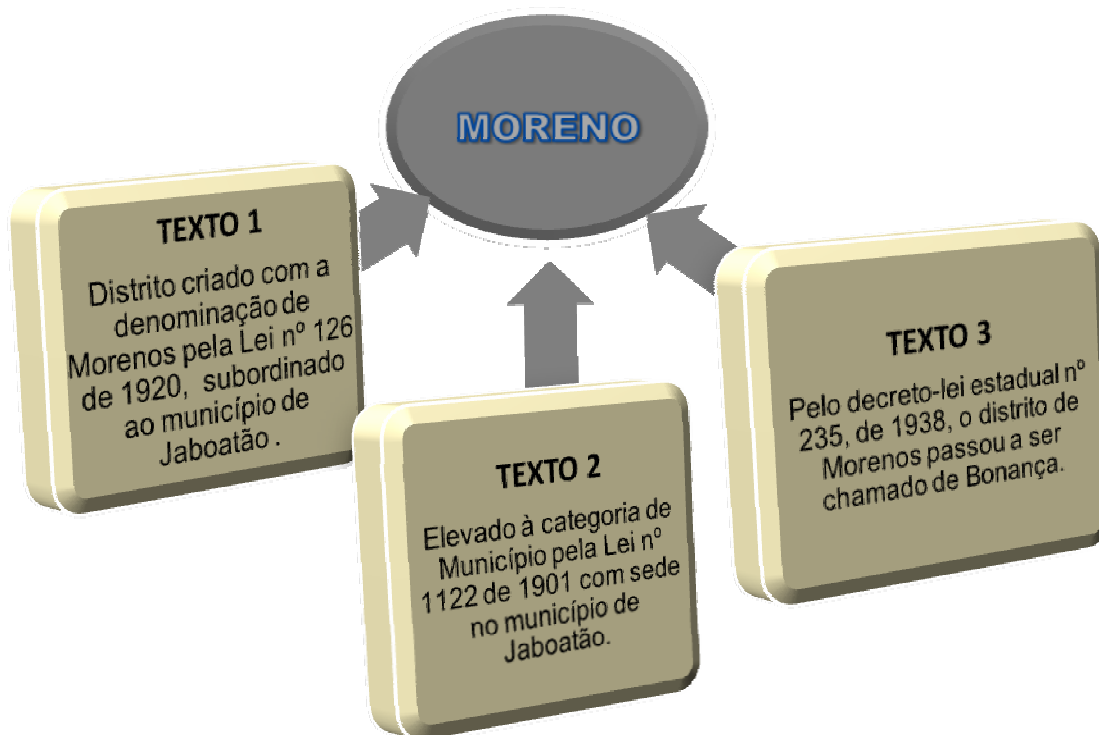 MORENO
TEXTO 1
Distrito criado com a
denominação de
Morenos pela Lei nº 126
de 1920, subordinado
ao município de
Jaboatão .
TEXTO 2
Elevado à categoria de
Município pela Lei nº
1122 de 1901 com sede
no município de
Jaboatão.
TEXTO 3
Pelo decreto-lei estadual nº
235, de 1938, o distrito de
Morenos passou a ser
chamado de Bonança.